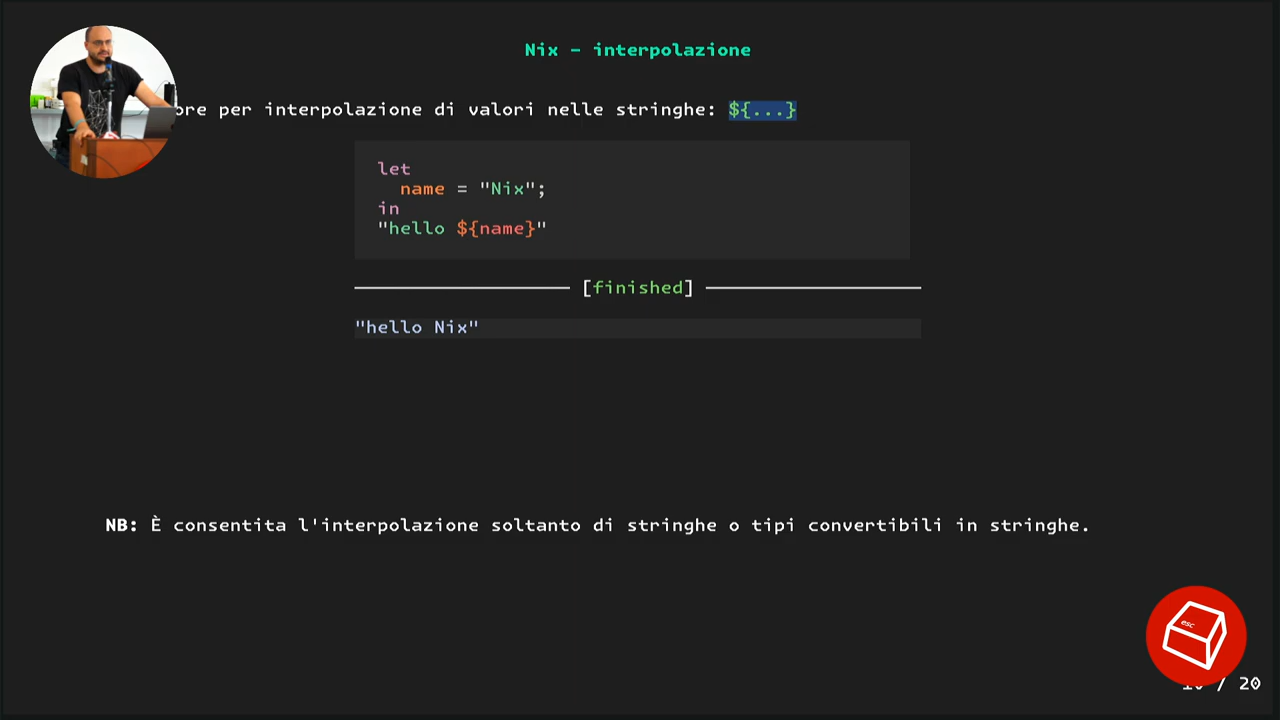 Nix - interpolazione
per interpolazione di valori nelle stringhe: ${...}
let
name = "Nix";
in
"hello ${name}"
[finished]
"hello Nix"
NB: È consentita l'interpolazione soltanto di stringhe o tipi convertibili in stringhe.
esc
/ 20